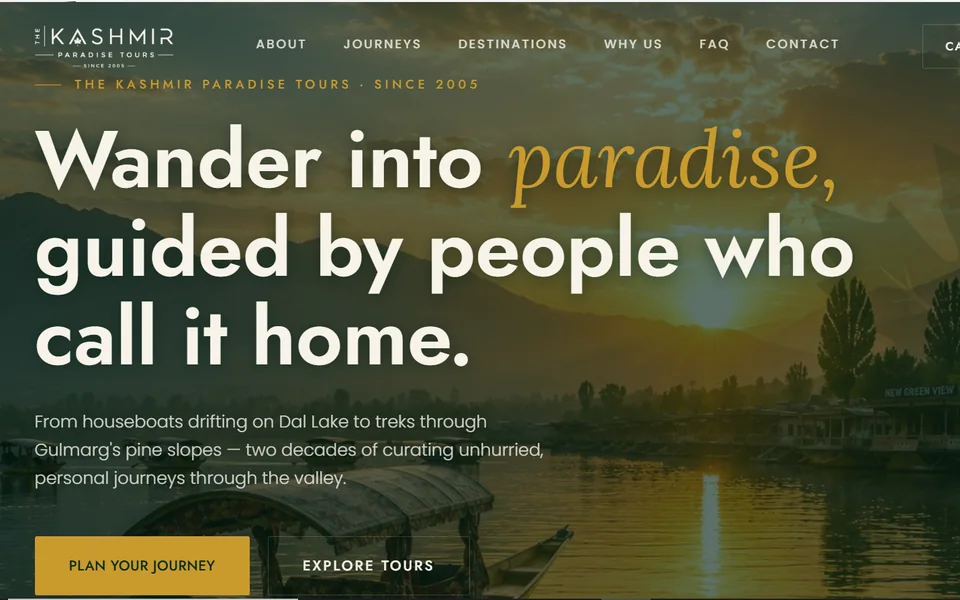 THE KASHMIR
PARADISE TOURS
SINCE 2005
ABOUT JOURNEYS DESTINATIONS WHY US FAQ CONTACT CA
THE KASHMIR PARADISE TOURS · SINCE 2005
Wander into paradise,
guided by people who
call it home.
NEW GREEN VIEW
From houseboats drifting on Dal Lake to treks through
Gulmarg's pine slopes — two decades of curating unhurried,
personal journeys through the valley.
PLAN YOUR JOURNEY EXPLORE TOURS